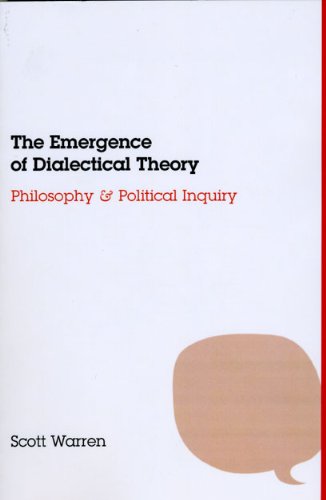 The Emergence
of Dialectical Theory
Philosophy & Political Inquiry
Scott Warren